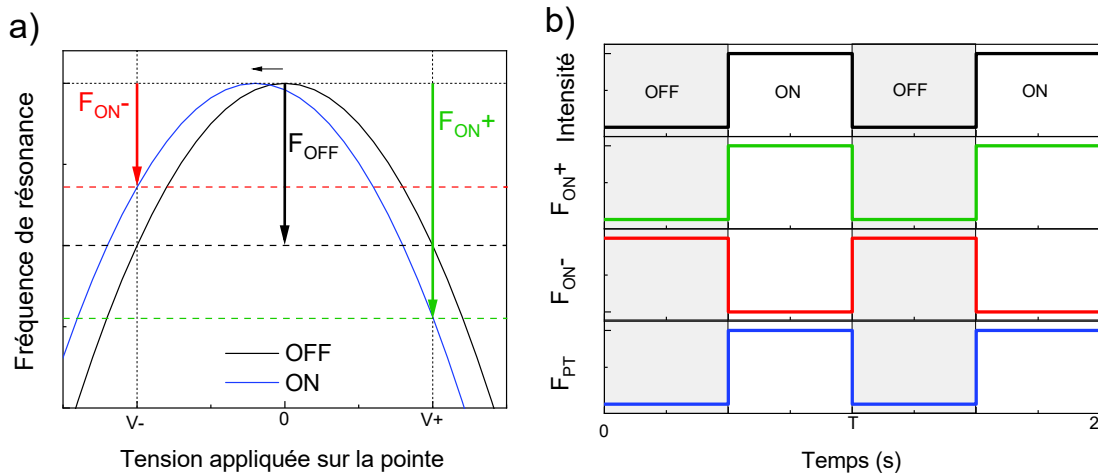 a)
Fréquence de résonance
F_ON-
F_OFF
F_ON+
OFF
ON
V-
0
V+
Tension appliquée sur la pointe
b)
Intensité
OFF
ON
OFF
ON
F_ON+
F_ON-
F_PT
0
T
2
Temps (s)